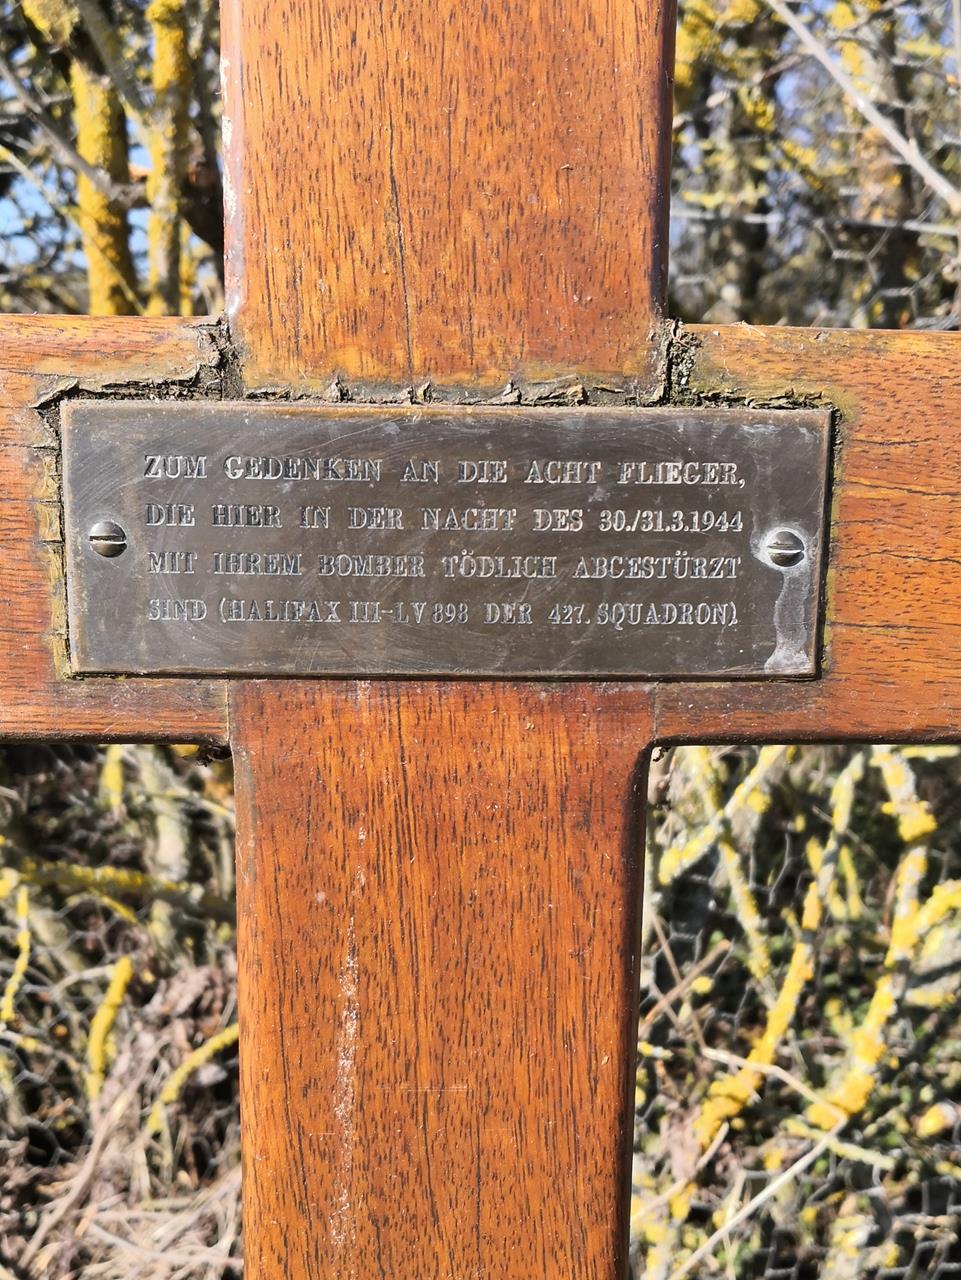 ZUM GEDENKEN AN DIE ACHT FLIEGER,
DIE HIER IN DER NACHT DES 30./31.3.1944
MIT IHREM BOMBER TÖDLICH ABGESTÜRZT
SIND (HALIFAX III-LV 898 DER 427. SQUADRON).